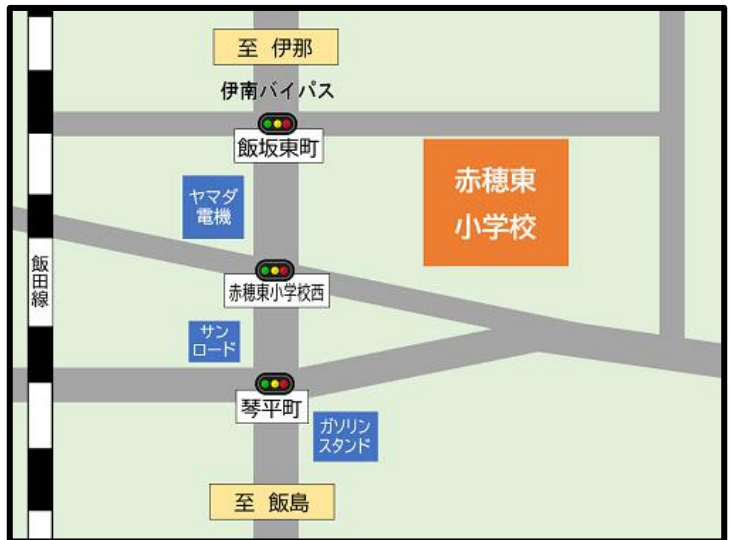 至 伊那
伊南バイパス
飯坂東町
赤穂東
小学校
ヤマダ
電機
飯田線
赤穂東小学校西
サン
ロード
琴平町
ガソリン
スタンド
至 飯島